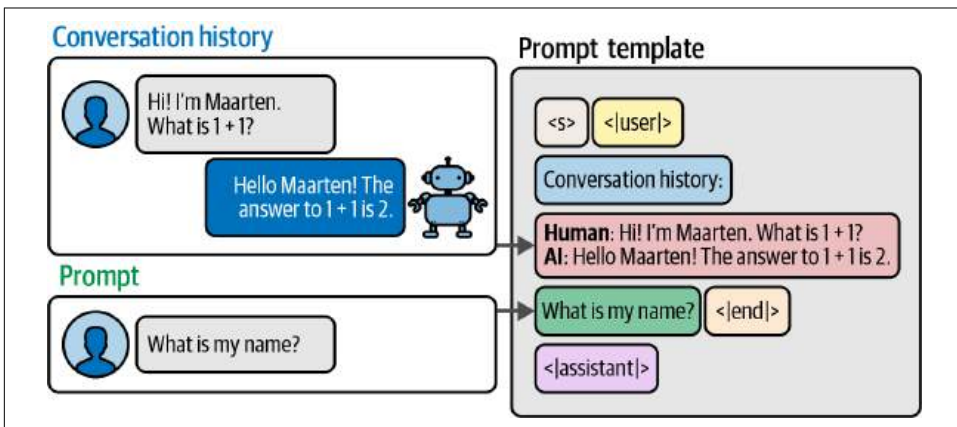 Conversation history
Hi! I'm Maarten.
What is 1 + 1?
Hello Maarten! The
answer to 1 + 1 is 2.
Prompt
What is my name?
Prompt template
<s> <|user|>
Conversation history:
Human: Hi! I'm Maarten. What is 1 + 1?
AI: Hello Maarten! The answer to 1 + 1 is 2.
What is my name? <|end|>
<|assistant|>